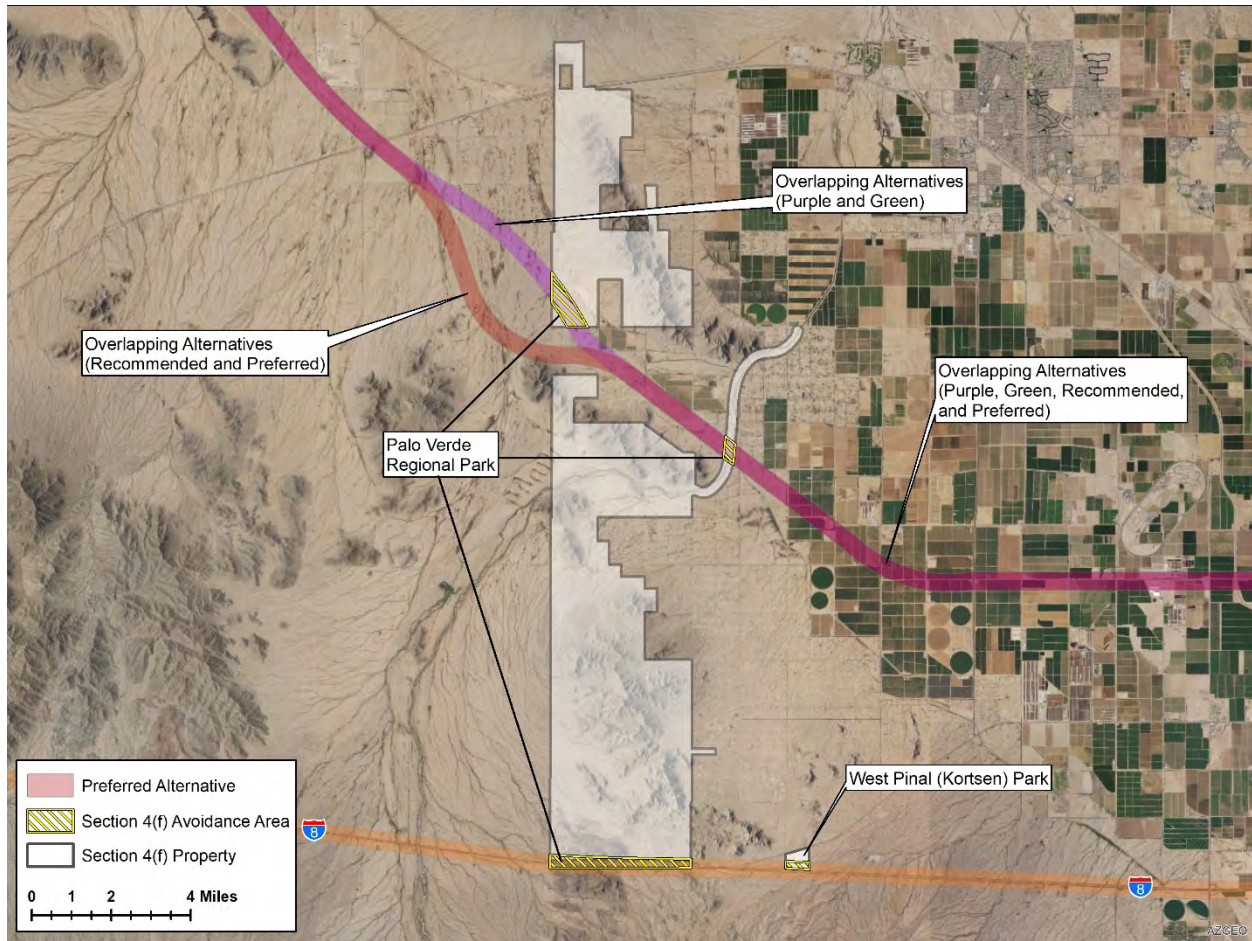 Overlapping Alternatives
(Purple and Green)
Overlapping Alternatives
(Recommended and Preferred)
Overlapping Alternatives
(Purple, Green, Recommended,
and Preferred)
Palo Verde
Regional Park
West Pinal (Kortsen) Park
Preferred Alternative
Section 4(f) Avoidance Area
Section 4(f) Property
0 1 2 4 Miles
8
8
AZGEO